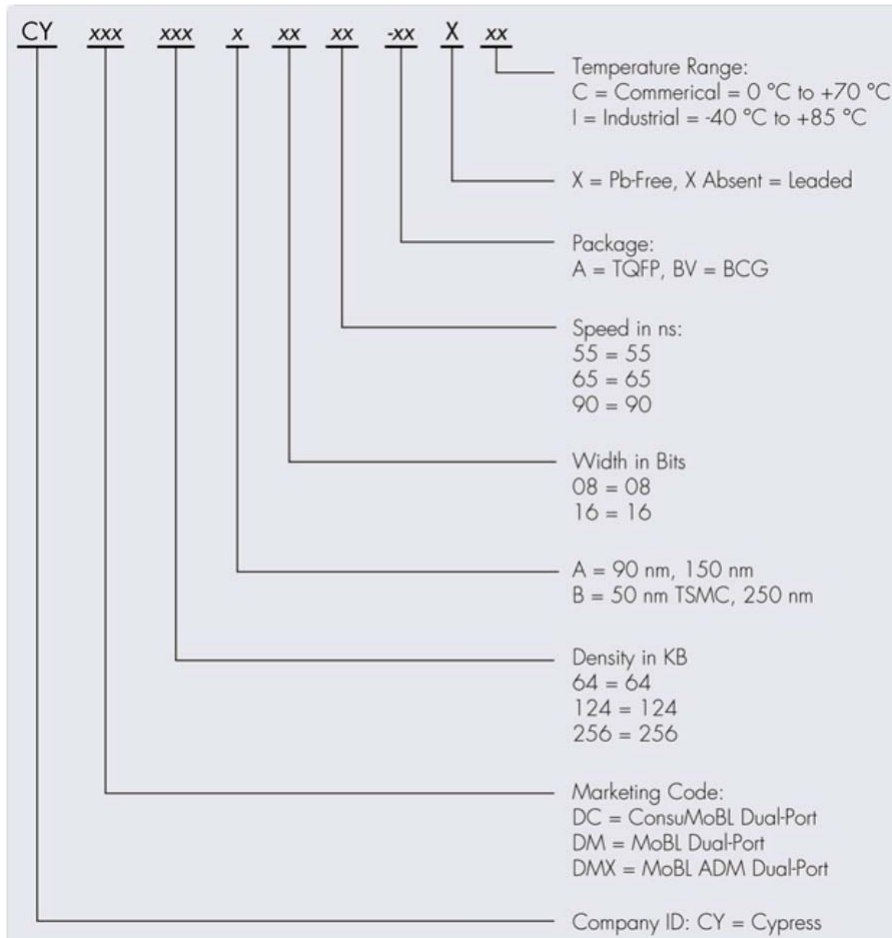 CY xxx xxx x xx xx -xx X xx
Temperature Range:
C = Commerical = 0 °C to +70 °C
I = Industrial = -40 °C to +85 °C
X = Pb-Free, X Absent = Leaded
Package:
A = TQFP, BV = BCG
Speed in ns:
55 = 55
65 = 65
90 = 90
Width in Bits
08 = 08
16 = 16
A = 90 nm, 150 nm
B = 50 nm TSMC, 250 nm
Density in KB
64 = 64
124 = 124
256 = 256
Marketing Code:
DC = ConsuMoBL Dual-Port
DM = MoBL Dual-Port
DMX = MoBL ADM Dual-Port
Company ID: CY = Cypress